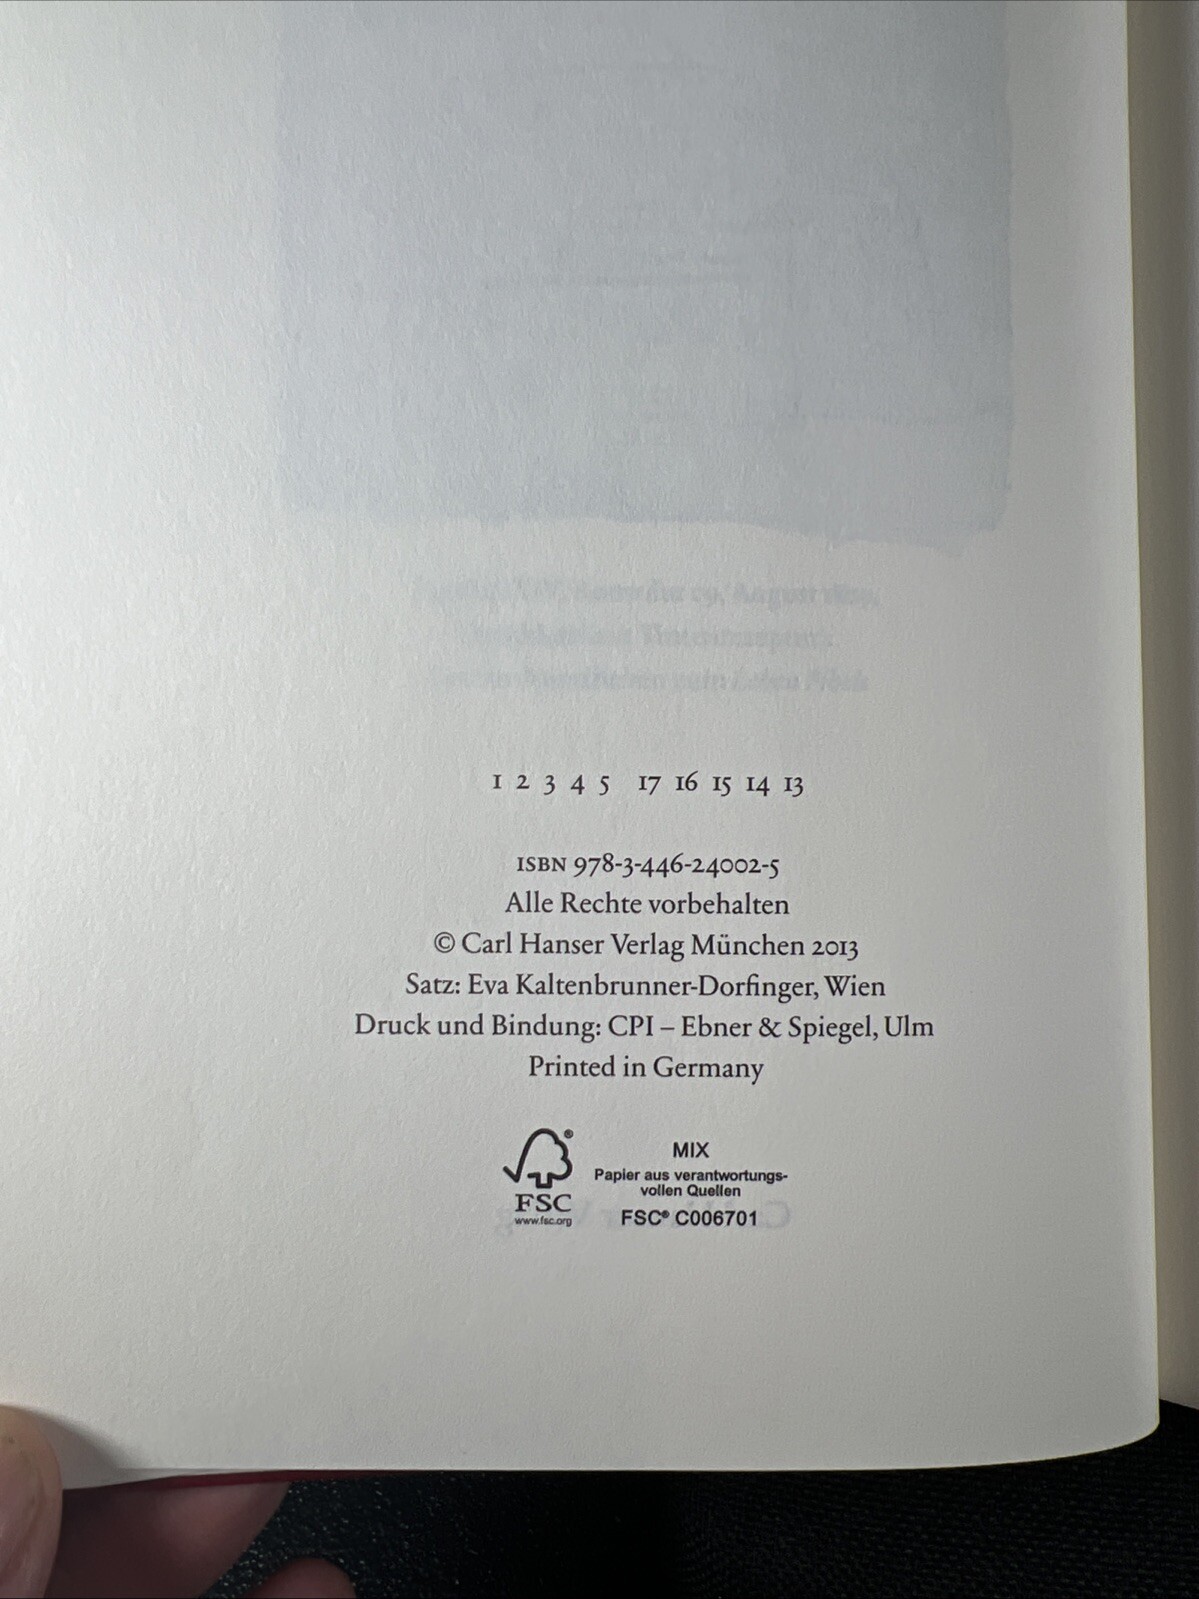 1 2 3 4 5 17 16 15 14 13
ISBN 978-3-446-24002-5
Alle Rechte vorbehalten
© Carl Hanser Verlag München 2013
Satz: Eva Kaltenbrunner-Dorfinger, Wien
Druck und Bindung: CPI – Ebner & Spiegel, Ulm
Printed in Germany
®
FSC
www.fsc.org
MIX
Papier aus verantwortungs-
vollen Quellen
FSC® C006701